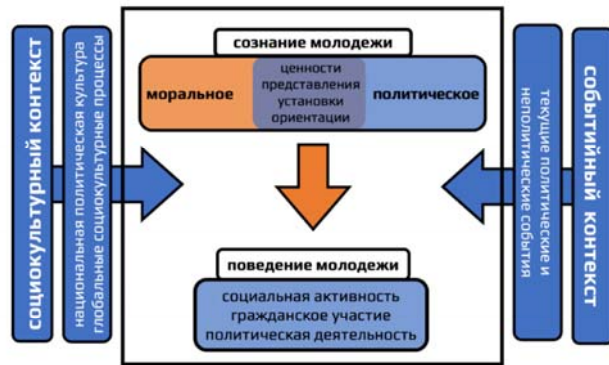 социокультурный контекст
национальная политическая культура
глобальные социокультурные процессы
сознание молодежи
моральное
ценности
представления
установки
ориентации
политическое
поведение молодежи
социальная активность
гражданское участие
политическая деятельность
текущие политические и
неполитические события
событийный контекст